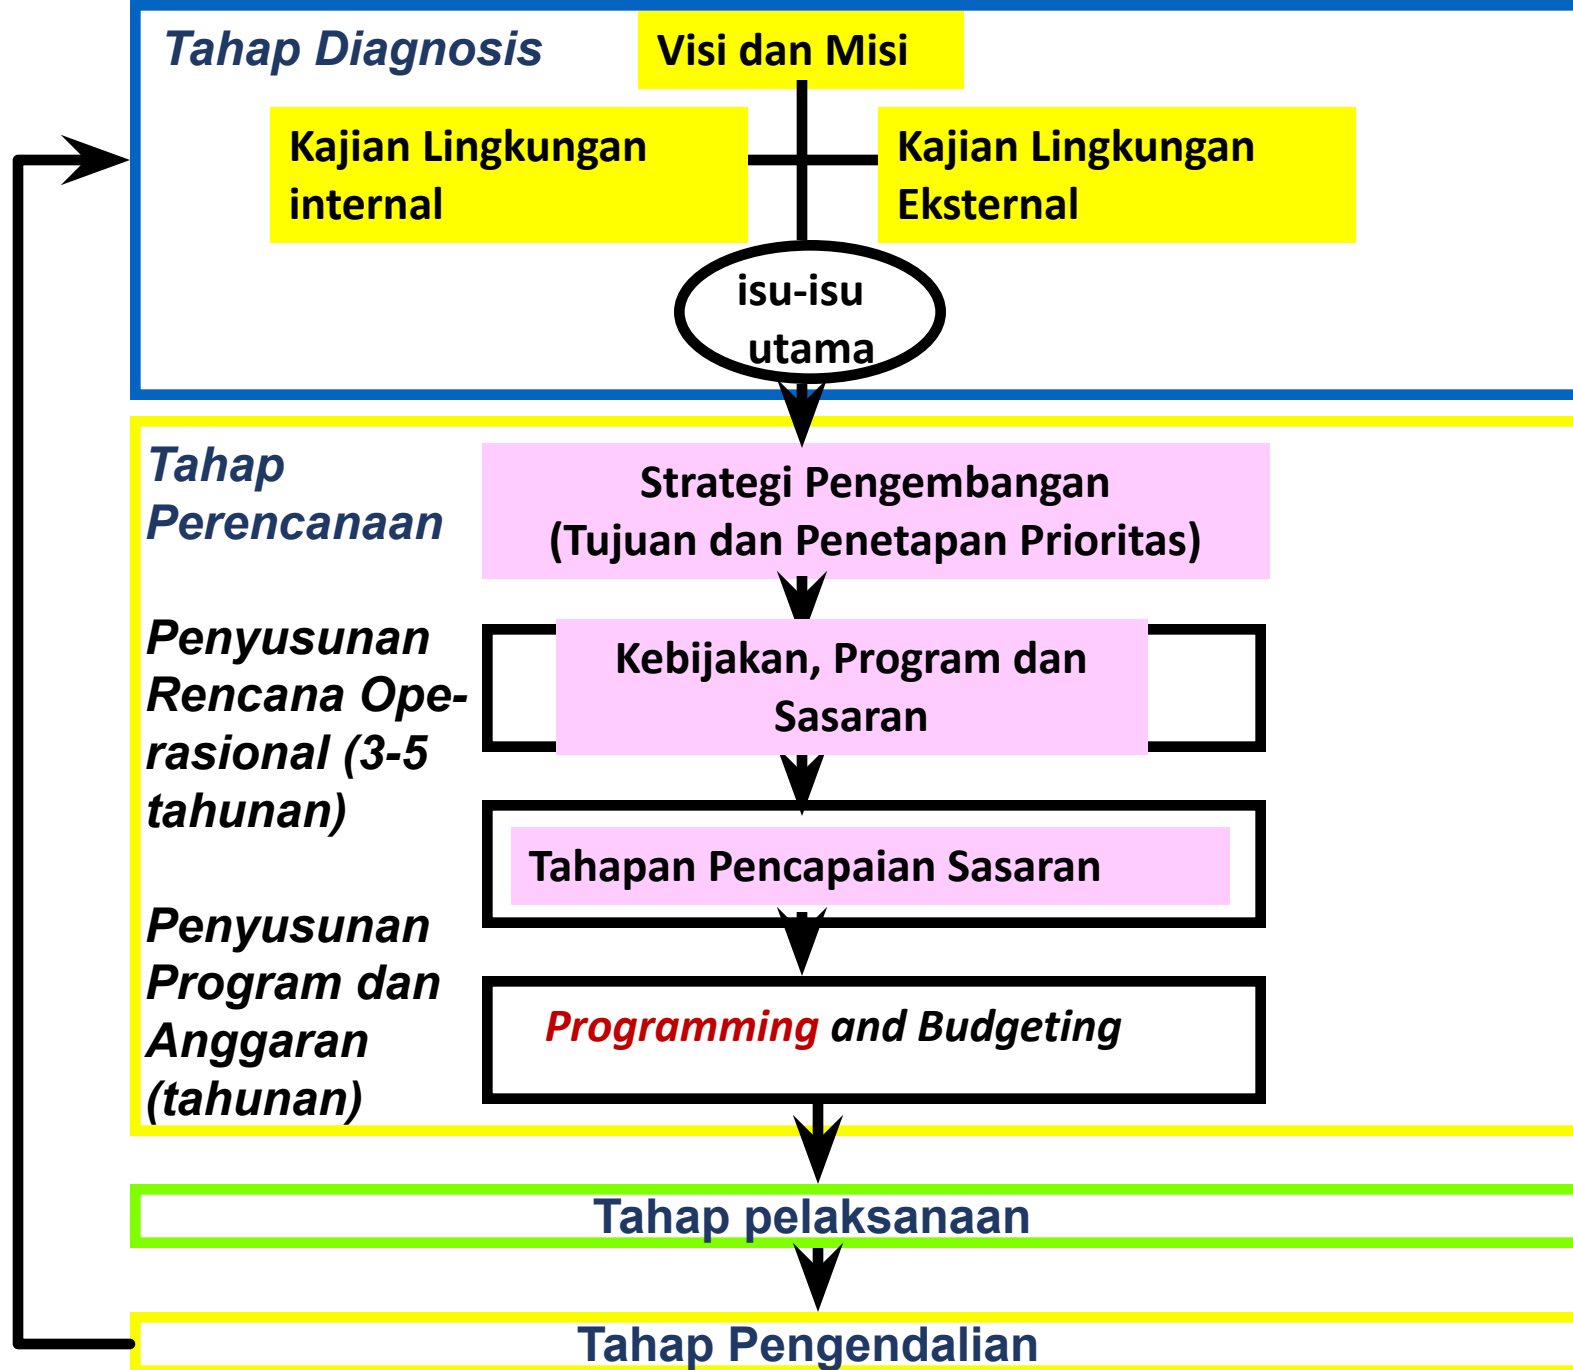 Tahap Diagnosis
Visi dan Misi
Kajian Lingkungan
internal
Kajian Lingkungan
Eksternal
isu-isu
utama
Tahap
Perencanaan
Strategi Pengembangan
(Tujuan dan Penetapan Prioritas)
Penyusunan
Rencana Ope-
rasional (3-5
tahunan)
Kebijakan, Program dan
Sasaran
Tahapan Pencapaian Sasaran
Penyusunan
Program dan
Anggaran
(tahunan)
Programming and Budgeting
Tahap pelaksanaan
Tahap Pengendalian